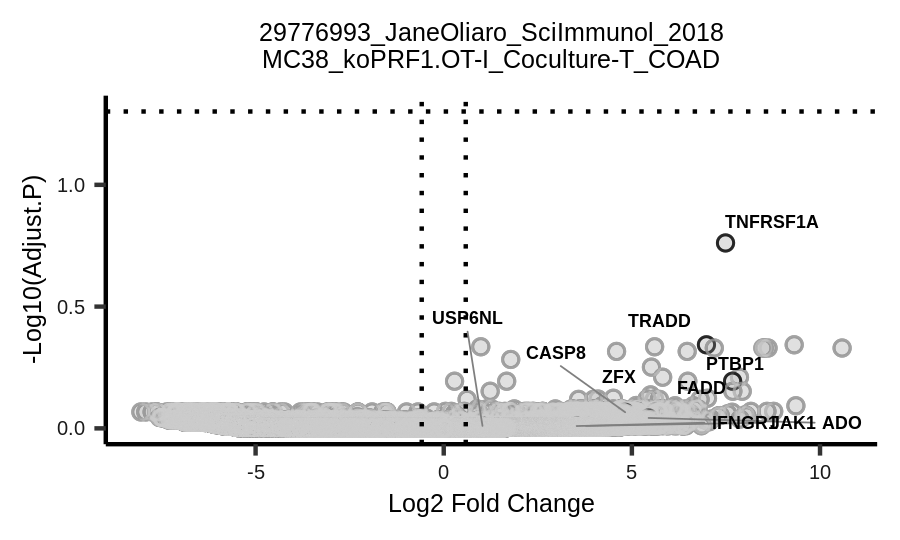 29776993_JaneOliaro_SciImmunol_2018
MC38_koPRF1.OT-I_Coculture-T_COAD
-Log10(Adjust.P)
1.0
0.5
0.0
TNFRSF1A
USP6NL
TRADD
CASP8
PTBP1
ZFX
FADD
IFNGR1
JAK1
ADO
-5
0
5
10
Log2 Fold Change